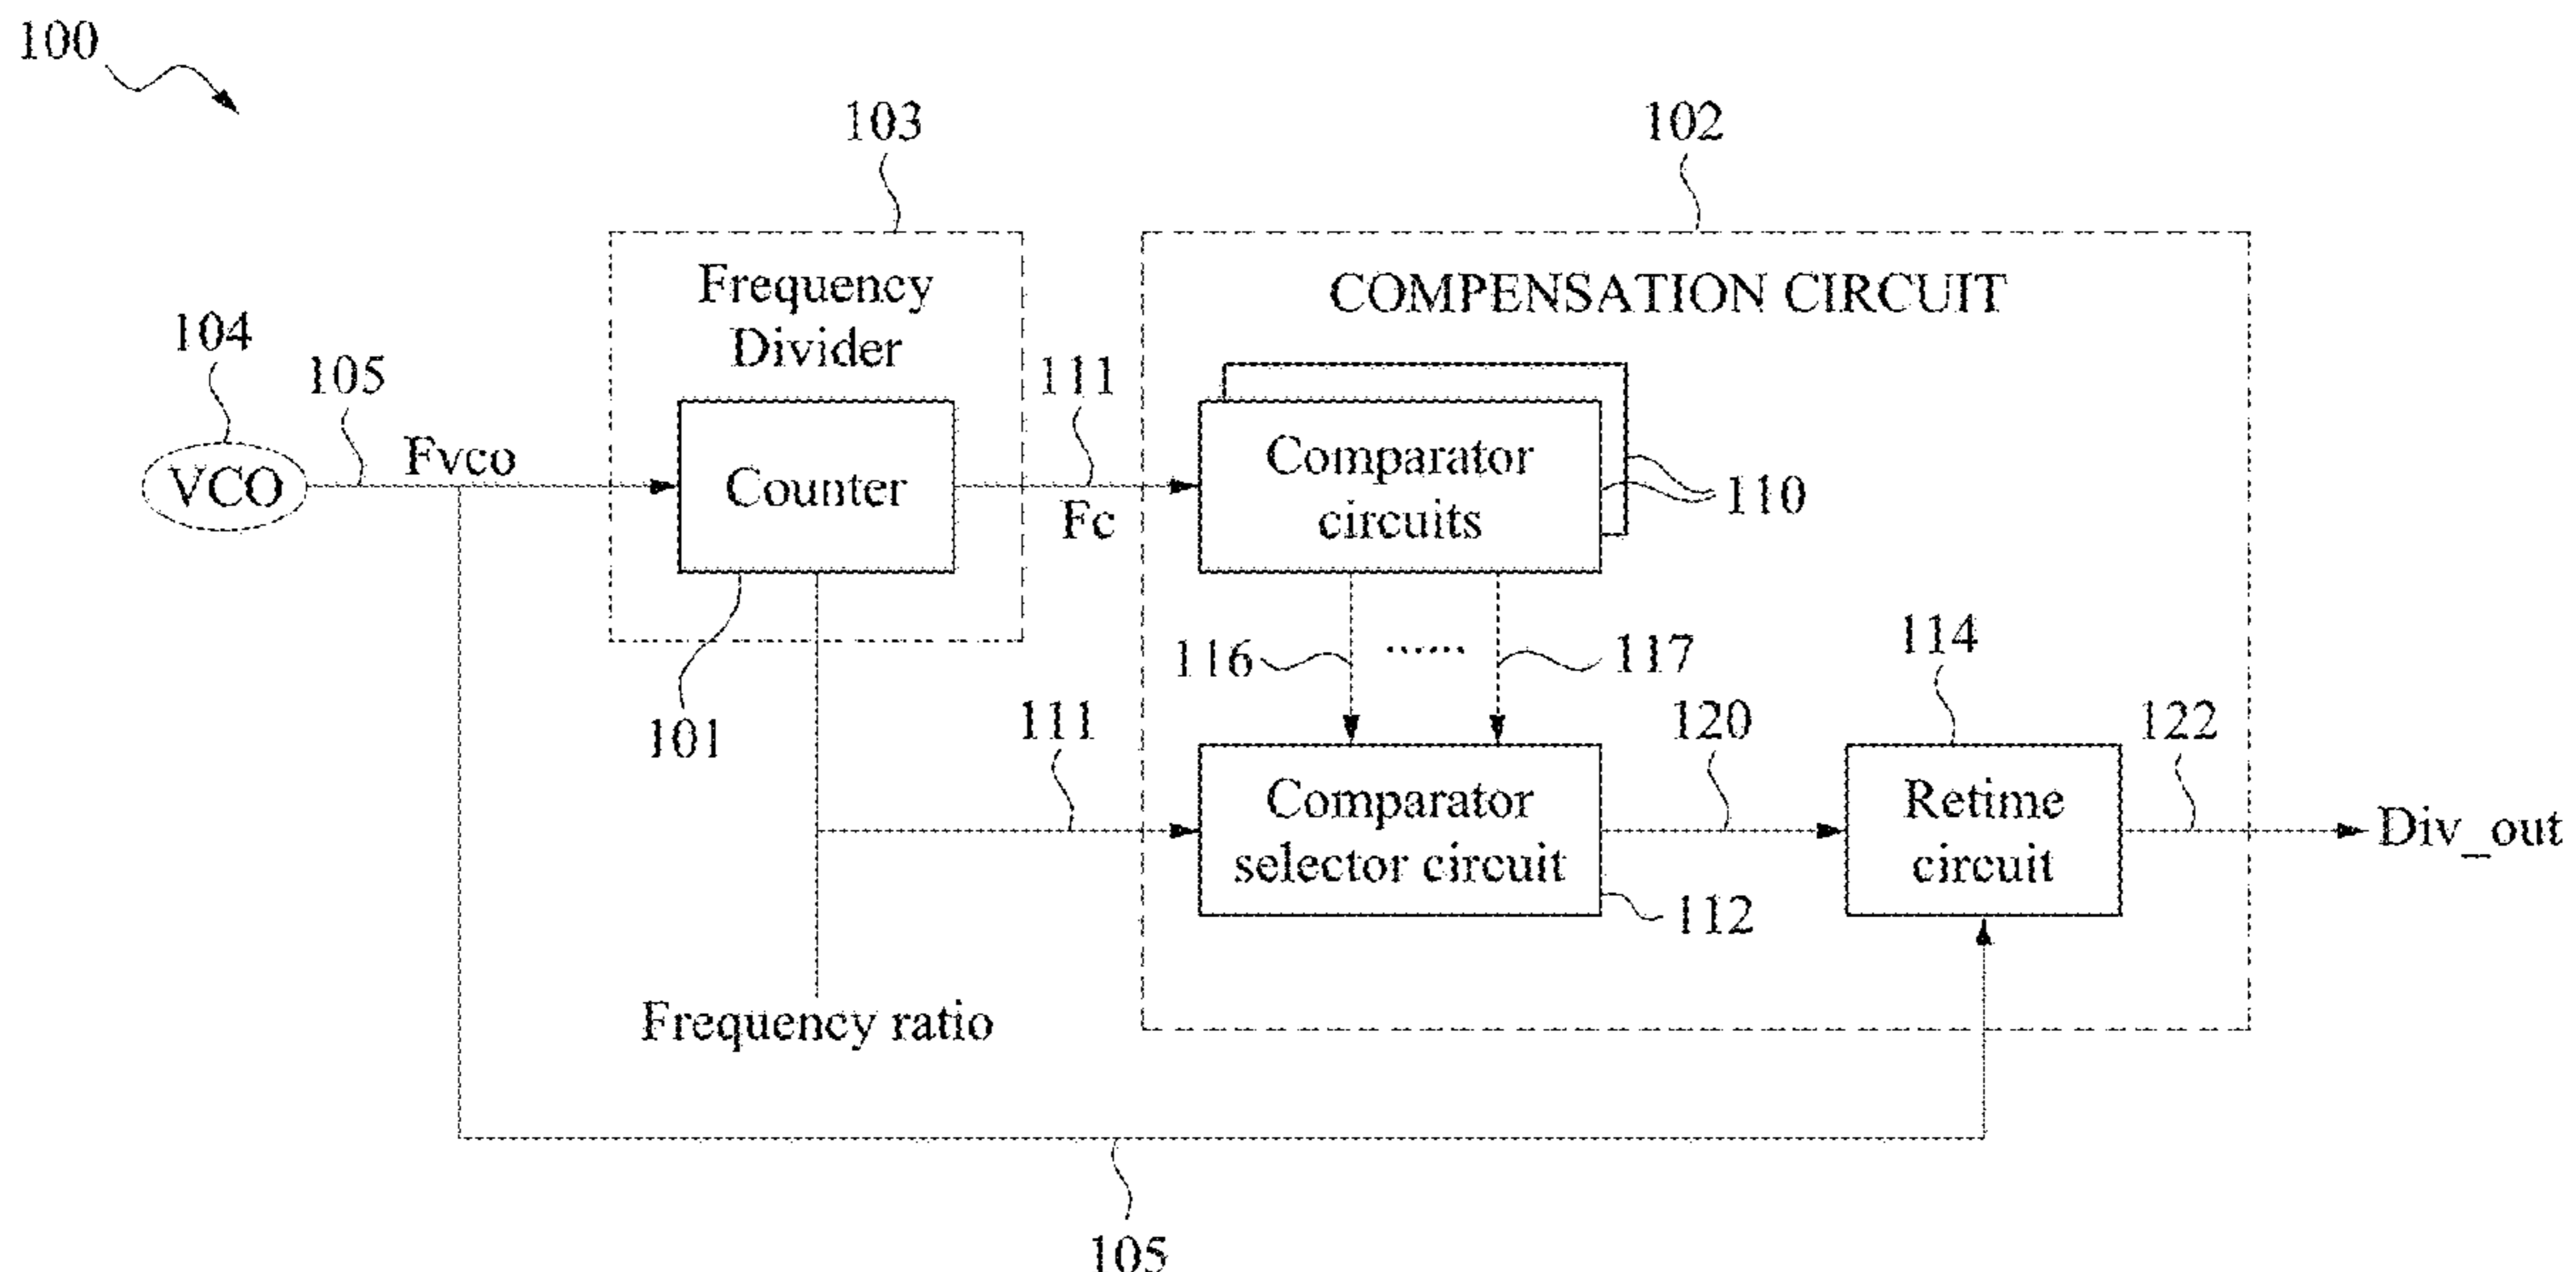 100
103
102
Frequency
Divider
COMPENSATION CIRCUIT
104
105
111
Fvco
VCO
Counter
Fc
Comparator
circuits
110
116
......
117
114
101
111
120
122
Comparator
selector circuit
Retime
circuit
Div_out
112
Frequency ratio
105